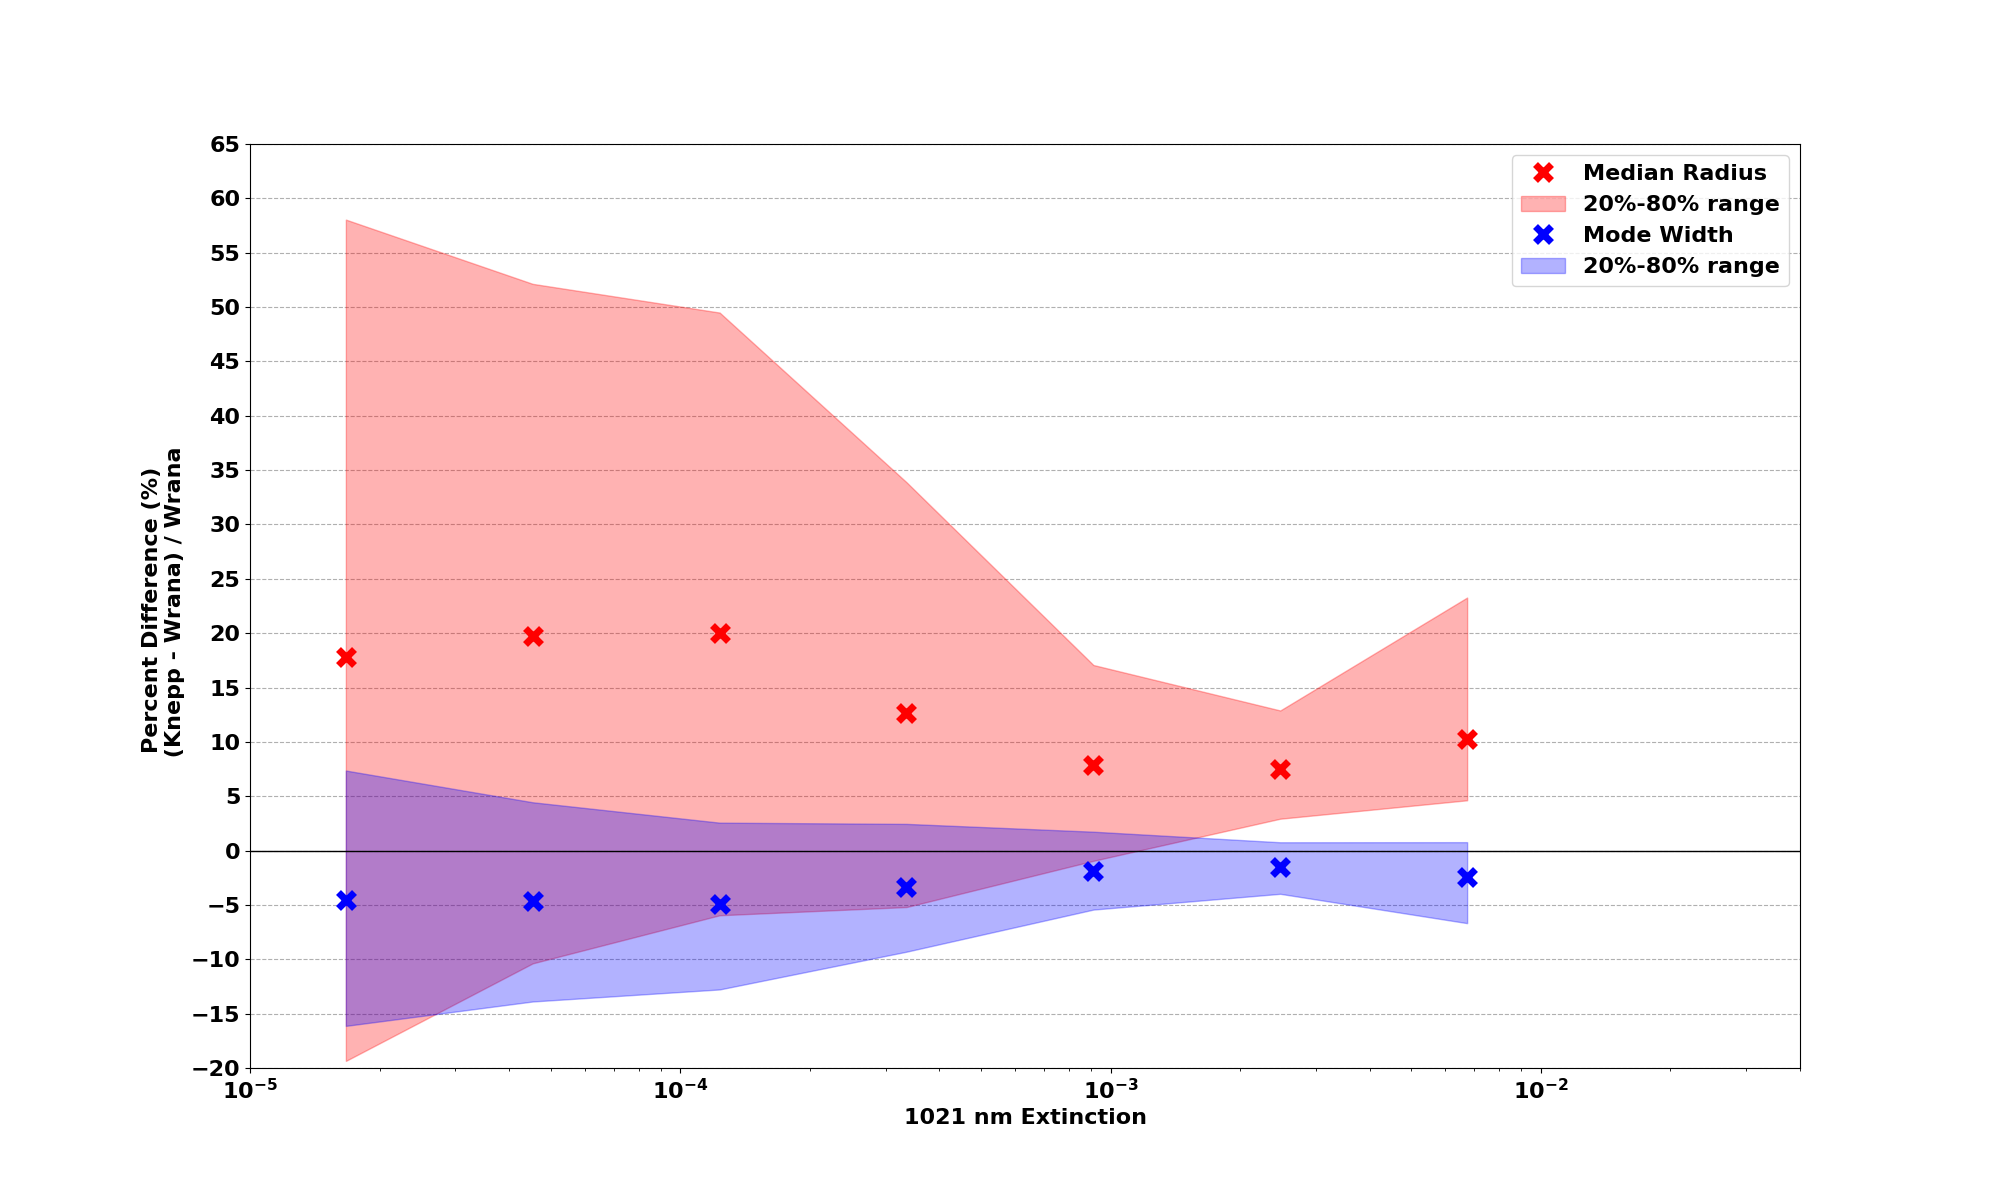 65
60
55
50
45
40
35
30
25
20
15
10
5
0
−5
−10
−15
−20
Percent Difference (%)
(Knepp - Wrana) / Wrana
Median Radius
20%-80% range
Mode Width
20%-80% range
10⁻⁵ 10⁻⁴ 10⁻³ 10⁻²
1021 nm Extinction